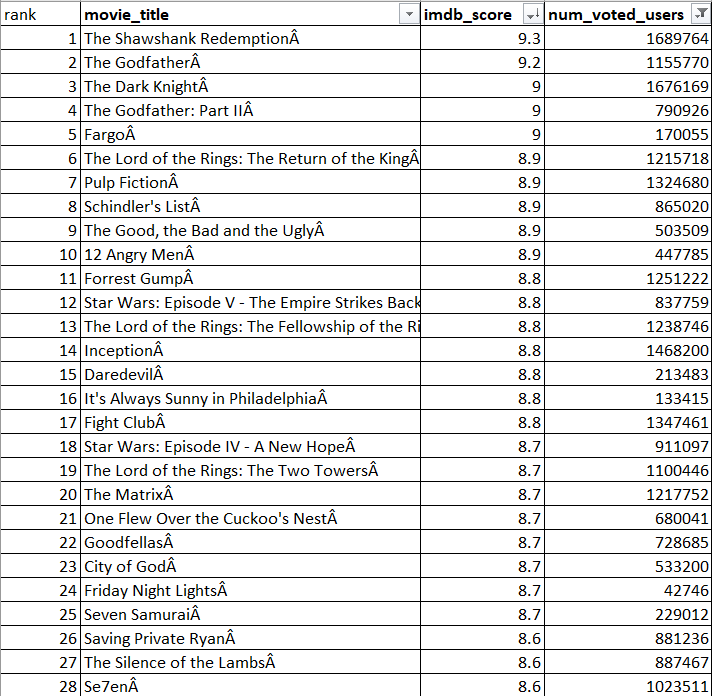 rank movie_title imdb_score num_voted_users
1 The Shawshank RedemptionÂ 9.3 1689764
2 The GodfatherÂ 9.2 1155770
3 The Dark KnightÂ 9 1676169
4 The Godfather: Part IIÂ 9 790926
5 FargoÂ 9 170055
6 The Lord of the Rings: The Return of the KingÂ 8.9 1215718
7 Pulp FictionÂ 8.9 1324680
8 Schindler's ListÂ 8.9 865020
9 The Good, the Bad and the UglyÂ 8.9 503509
10 12 Angry MenÂ 8.9 447785
11 Forrest GumpÂ 8.8 1251222
12 Star Wars: Episode V - The Empire Strikes Back 8.8 837759
13 The Lord of the Rings: The Fellowship of the Ri 8.8 1238746
14 InceptionÂ 8.8 1468200
15 DaredevilÂ 8.8 213483
16 It's Always Sunny in PhiladelphiaÂ 8.8 133415
17 Fight ClubÂ 8.8 1347461
18 Star Wars: Episode IV - A New HopeÂ 8.7 911097
19 The Lord of the Rings: The Two TowersÂ 8.7 1100446
20 The MatrixÂ 8.7 1217752
21 One Flew Over the Cuckoo's NestÂ 8.7 680041
22 GoodfellasÂ 8.7 728685
23 City of GodÂ 8.7 533200
24 Friday Night LightsÂ 8.7 42746
25 Seven SamuraiÂ 8.7 229012
26 Saving Private RyanÂ 8.6 881236
27 The Silence of the LambsÂ 8.6 887467
28 Se7enÂ 8.6 1023511